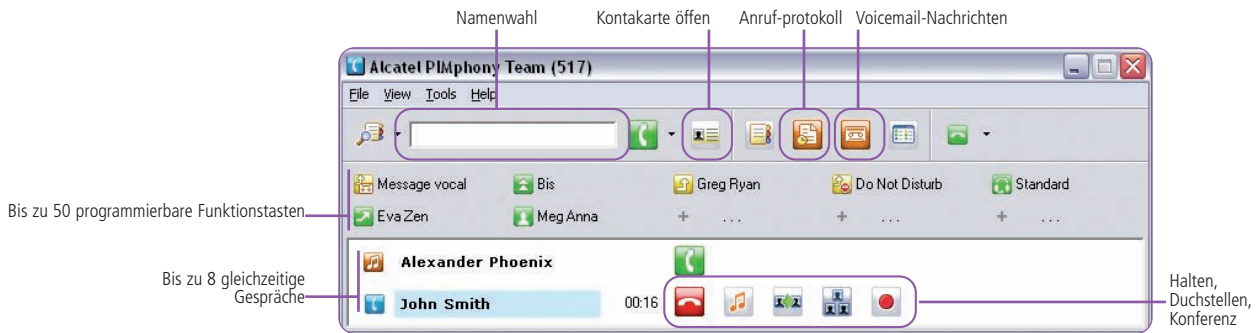 Namenwahl Kontakarte öffen Anruf-protokoll Voicemail-Nachrichten
Alcatel PIMphony Team (517)
File View Tools Help
Message vocal Bis Greg Ryan Do Not Disturb Standard
Bis zu 50 programmierbare Funktionstasten
Eva Zen Meg Anna + ... + ... + ...
Alexander Phoenix
Bis zu 8 gleichzeitige
Gespräche
John Smith 00:16
Halten,
Duchstellen,
Konferenz